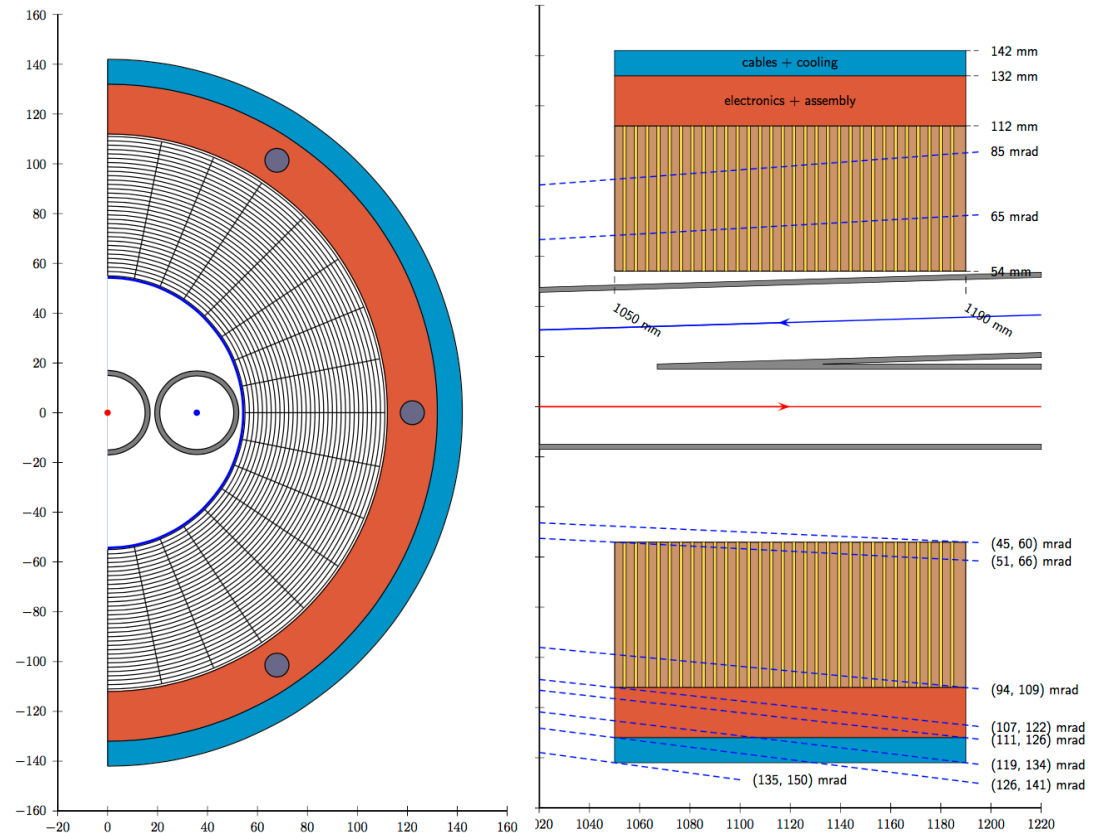 160
140
120
100
80
60
40
20
0
−20
−40
−60
−80
−100
−120
−140
−160
−20 0 20 40 60 80 100 120 140 160
cables + cooling
electronics + assembly
142 mm
132 mm
112 mm
85 mrad
65 mrad
54 mm
1050 mm
1190 mm
(45, 60) mrad
(51, 66) mrad
(94, 109) mrad
(107, 122) mrad
(111, 126) mrad
(119, 134) mrad
(126, 141) mrad
(135, 150) mrad
020 1040 1060 1080 1100 1120 1140 1160 1180 1200 1220